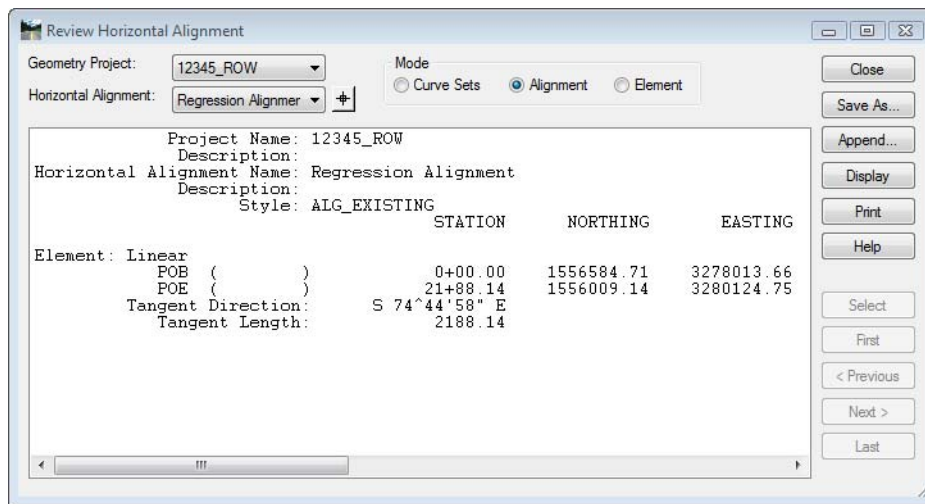 Review Horizontal Alignment
Geometry Project: 12345_ROW
Horizontal Alignment: Regression Alignmer
Mode
Curve Sets Alignment Element
Close
Save As...
Append...
Display
Print
Help
Select
First
< Previous
Next >
Last
Project Name: 12345_ROW
Description:
Horizontal Alignment Name: Regression Alignment
Description:
Style: ALG_EXISTING
STATION NORTHING EASTING
Element: Linear
POB ( ) 0+00.00 1556584.71 3278013.66
POE ( ) 21+88.14 1556009.14 3280124.75
Tangent Direction: S 74^44'58" E
Tangent Length: 2188.14